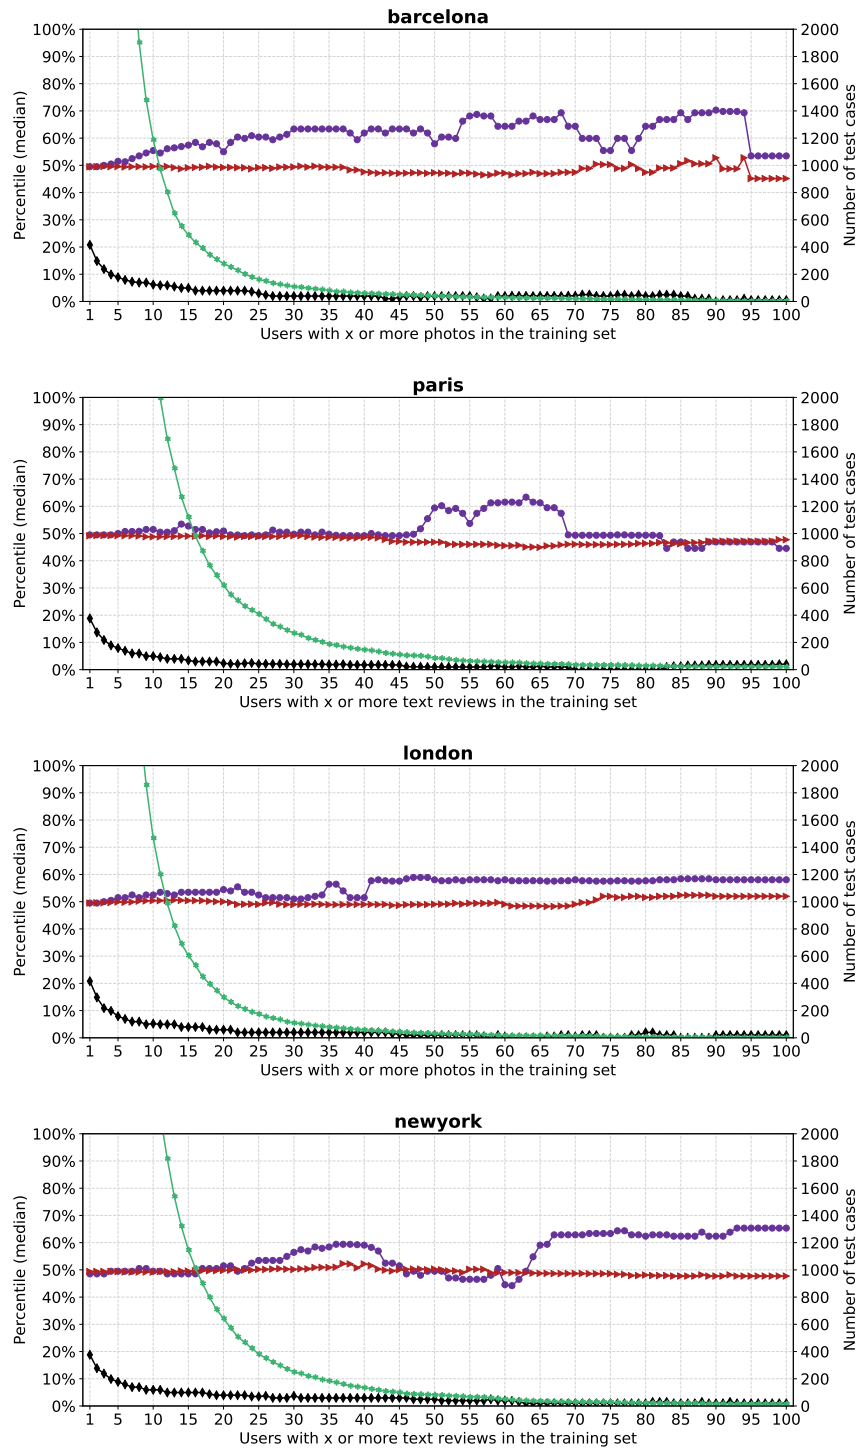 barcelona
100% 2000
90% 1800
80% 1600
70% 1400
60% 1200
50% 1000
40% 800
30% 600
20% 400
10% 200
0% 0
Percentile (median)
Number of test cases
1 5 10 15 20 25 30 35 40 45 50 55 60 65 70 75 80 85 90 95 100
Users with x or more photos in the training set
paris
100% 2000
90% 1800
80% 1600
70% 1400
60% 1200
50% 1000
40% 800
30% 600
20% 400
10% 200
0% 0
Percentile (median)
Number of test cases
1 5 10 15 20 25 30 35 40 45 50 55 60 65 70 75 80 85 90 95 100
Users with x or more text reviews in the training set
london
100% 2000
90% 1800
80% 1600
70% 1400
60% 1200
50% 1000
40% 800
30% 600
20% 400
10% 200
0% 0
Percentile (median)
Number of test cases
1 5 10 15 20 25 30 35 40 45 50 55 60 65 70 75 80 85 90 95 100
Users with x or more photos in the training set
newyork
100% 2000
90% 1800
80% 1600
70% 1400
60% 1200
50% 1000
40% 800
30% 600
20% 400
10% 200
0% 0
Percentile (median)
Number of test cases
1 5 10 15 20 25 30 35 40 45 50 55 60 65 70 75 80 85 90 95 100
Users with x or more text reviews in the training set